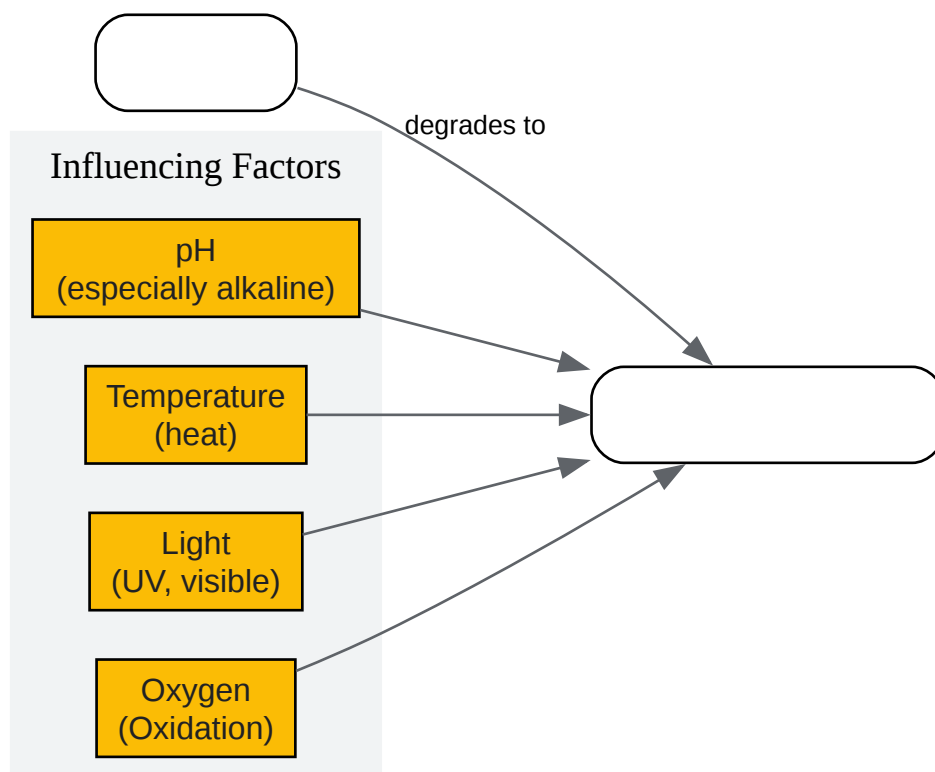 degrades to
Influencing Factors
pH
(especially alkaline)
Temperature
(heat)
Light
(UV, visible)
Oxygen
(Oxidation)